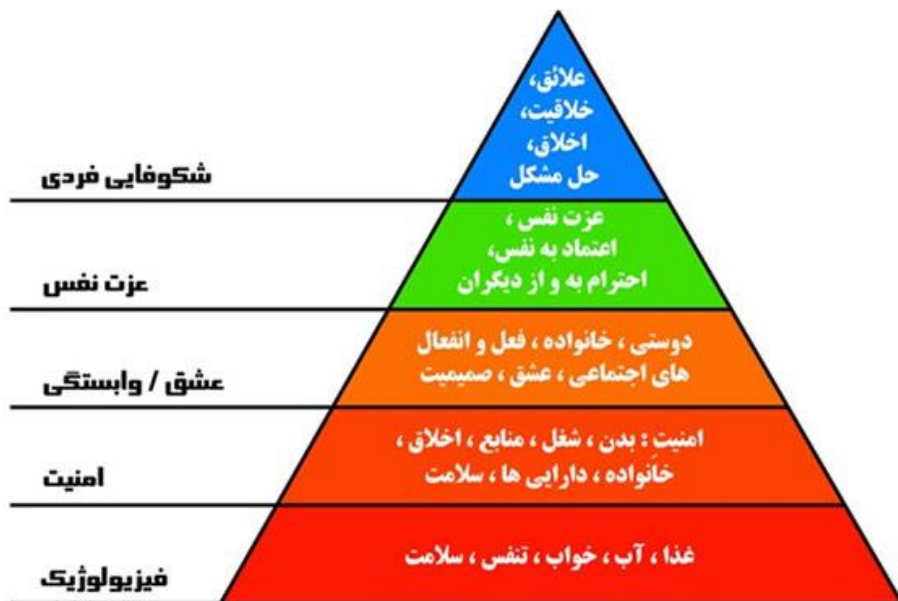 علائق،
خلاقیت،
اخلاق،
حل مشکل
شکوفایی فردی
عزت نفس ،
اعتماد به نفس،
احترام به و از دیگران
عزت نفس
دوستی ، خانواده ، فعل و انفعال
های اجتماعی ، عشق ، صمیمیت
عشق / وابستگی
امنیتِ : بدن ، شغل ، منابع ، اخلاق ،
خانواده ، دارایی ها ، سلامت
امنیت
غذا ، آب ، خواب ، تنفس ، سلامت
فیزیولوژیک